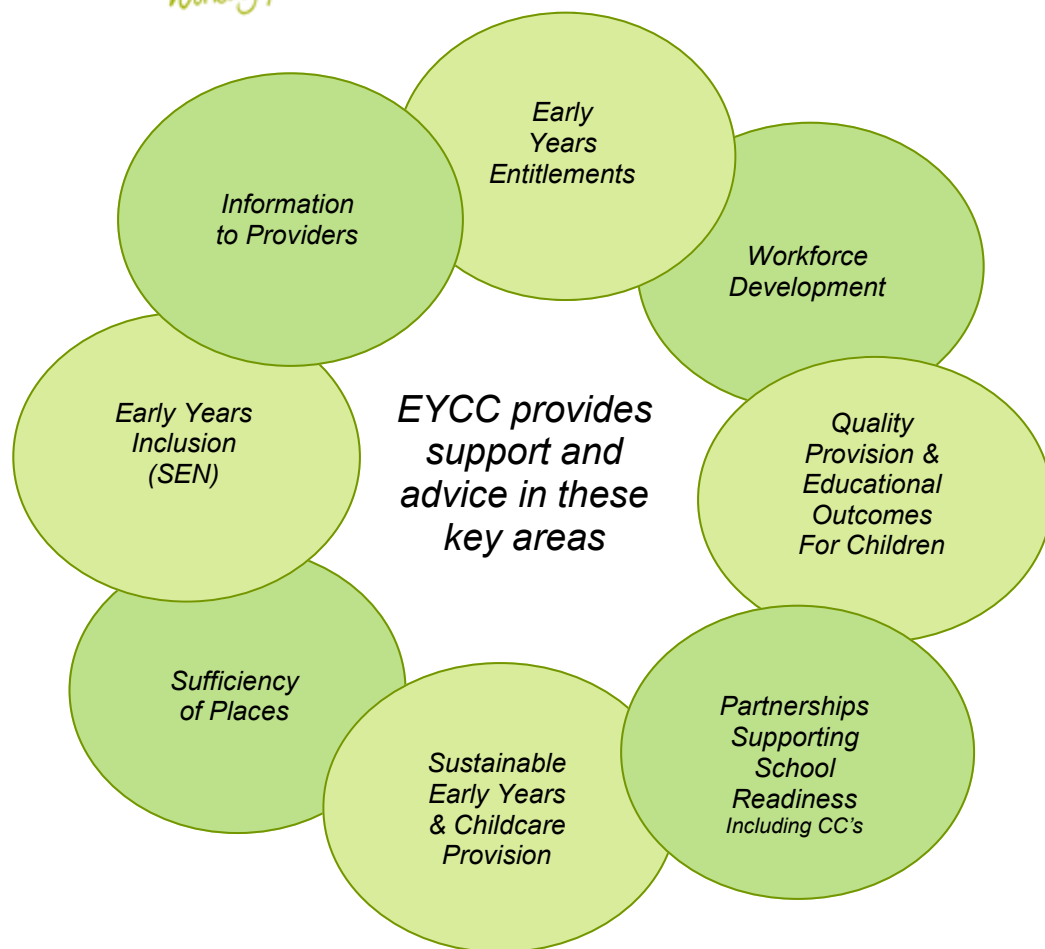 Working
Early
Years
Entitlements
Workforce
Development
Quality
Provision &
Educational
Outcomes
For Children
Partnerships
Supporting
School
Readiness
Including CC's
Sustainable
Early Years
& Childcare
Provision
Sufficiency
of Places
Early Years
Inclusion
(SEN)
Information
to Providers
EYCC provides
support and
advice in these
key areas